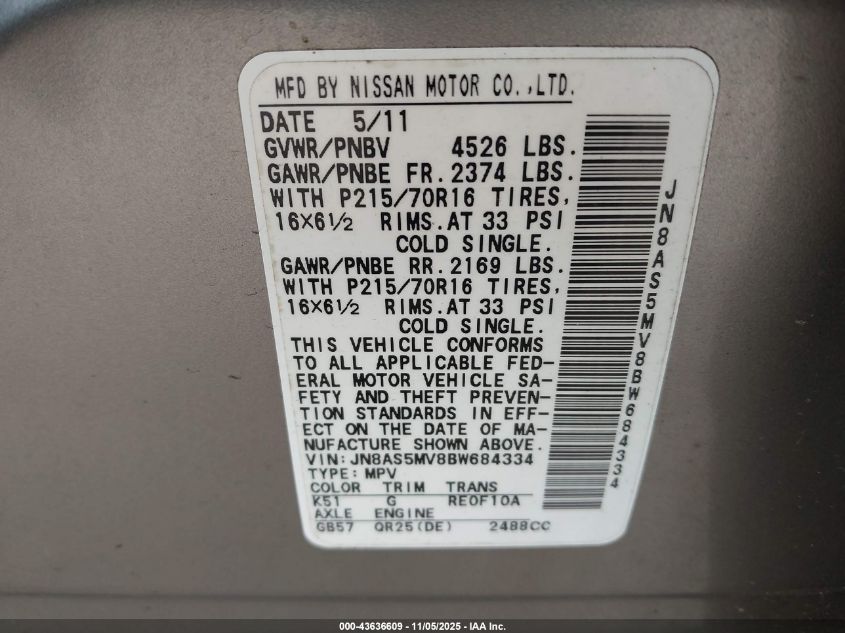 MFD BY NISSAN MOTOR CO.,LTD.
DATE 5/11
GVWR/PNBV 4526 LBS.
GAWR/PNBE FR. 2374 LBS.
WITH P215/70R16 TIRES,
16X6½ RIMS. AT 33 PSI
COLD SINGLE.
GAWR/PNBE RR. 2169 LBS.
WITH P215/70R16 TIRES,
16X6½ RIMS. AT 33 PSI
COLD SINGLE.
THIS VEHICLE CONFORMS
TO ALL APPLICABLE FED-
ERAL MOTOR VEHICLE SA-
FETY AND THEFT PREVEN-
TION STANDARDS IN EFF-
ECT ON THE DATE OF MA-
NUFACTURE SHOWN ABOVE.
VIN: JN8AS5MV8BW684334
TYPE: MPV
COLOR TRIM TRANS
K51 G RE0F10A
AXLE ENGINE
GB57 QR25(DE) 2488CC
JN8AS5MV8BW684334
000-43636609 - 11/05/2025 - IAA Inc.